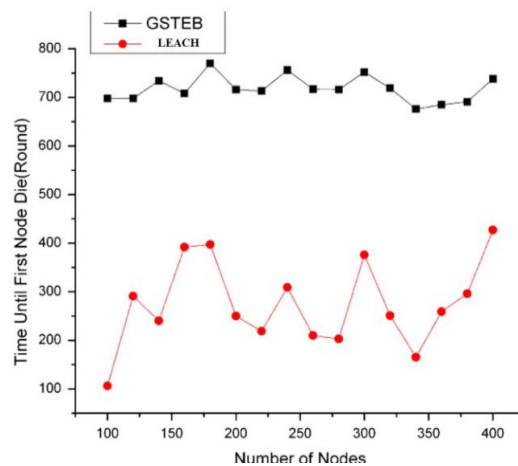 GSTEB
LEACH
800
700
600
500
400
300
200
100
Time Until First Node Die(Round)
100 150 200 250 300 350 400
Number of Nodes